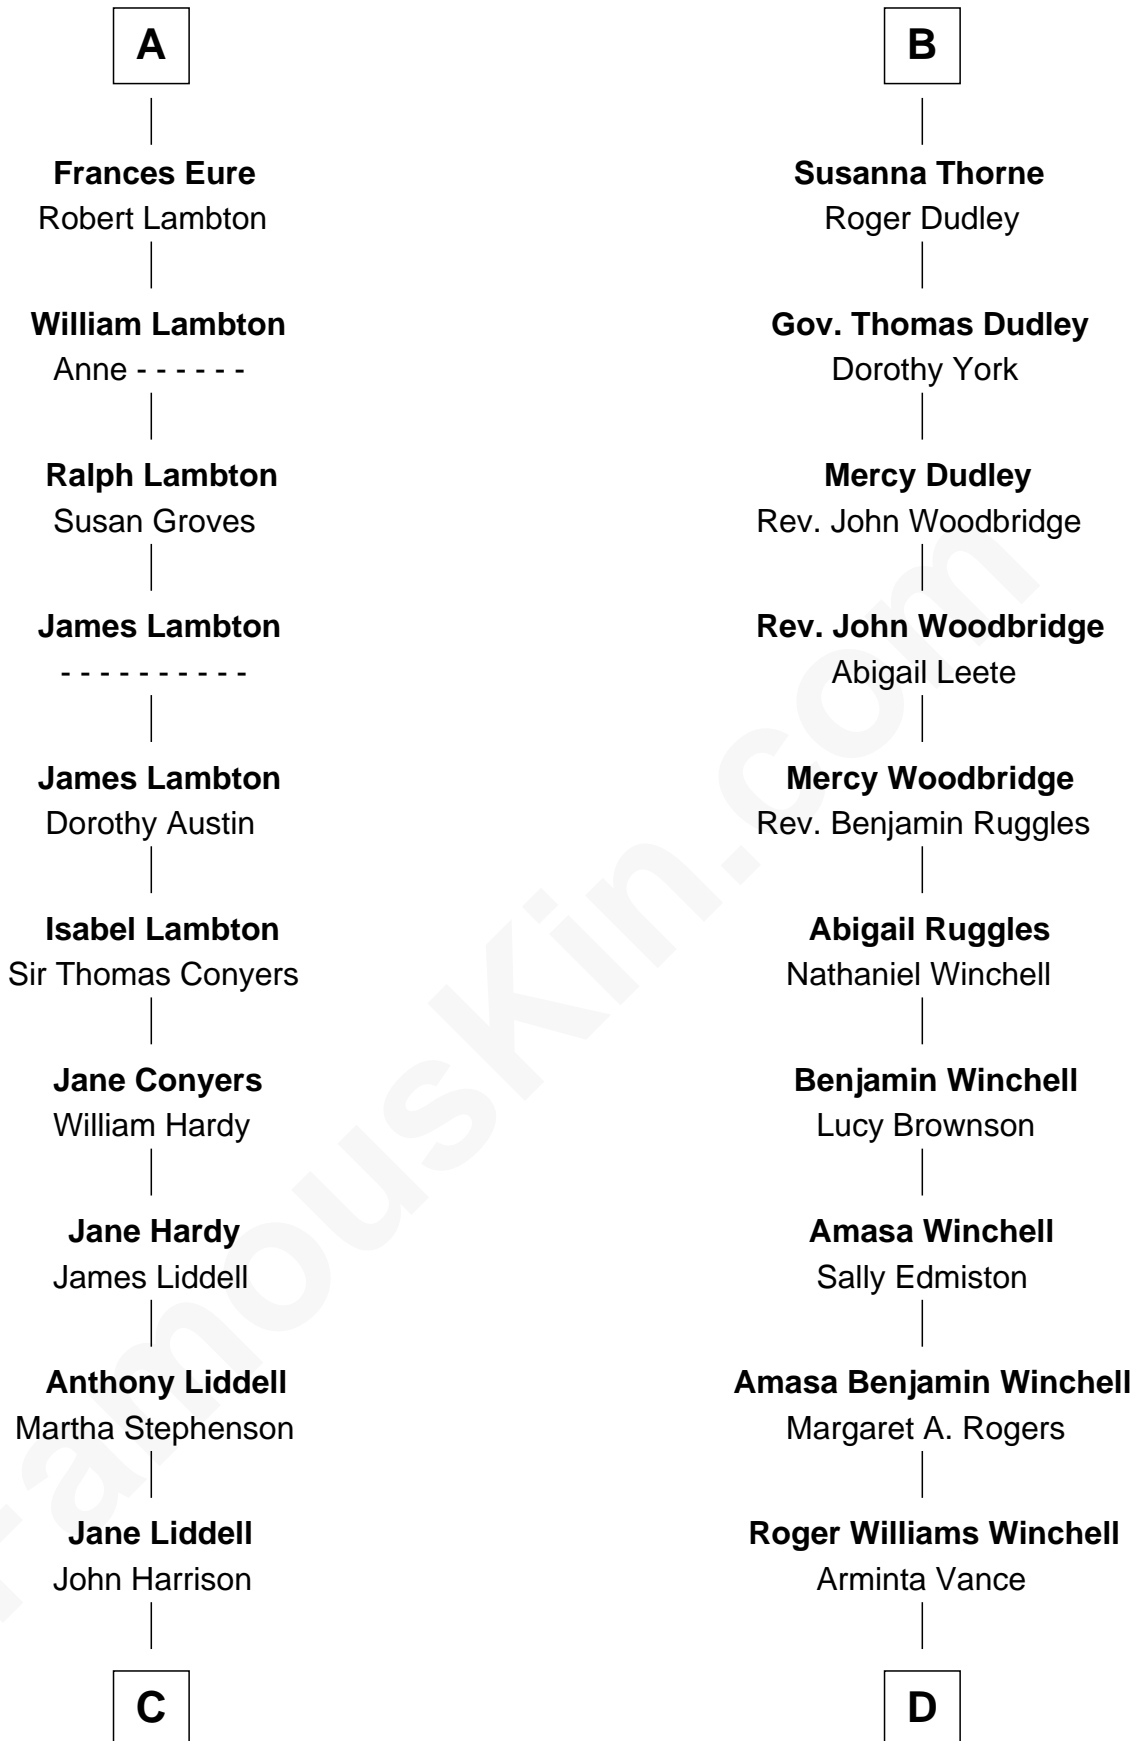 A
Frances Eure
Robert Lambton
William Lambton
Anne - - - - - -
Ralph Lambton
Susan Groves
James Lambton
- - - - - - - - - -
James Lambton
Dorothy Austin
Isabel Lambton
Sir Thomas Conyers
Jane Conyers
William Hardy
Jane Hardy
James Liddell
Anthony Liddell
Martha Stephenson
Jane Liddell
John Harrison
C
B
Susanna Thorne
Roger Dudley
Gov. Thomas Dudley
Dorothy York
Mercy Dudley
Rev. John Woodbridge
Rev. John Woodbridge
Abigail Leete
Mercy Woodbridge
Rev. Benjamin Ruggles
Abigail Ruggles
Nathaniel Winchell
Benjamin Winchell
Lucy Brownson
Amasa Winchell
Sally Edmiston
Amasa Benjamin Winchell
Margaret A. Rogers
Roger Williams Winchell
Arminta Vance
D
FamousKin.com